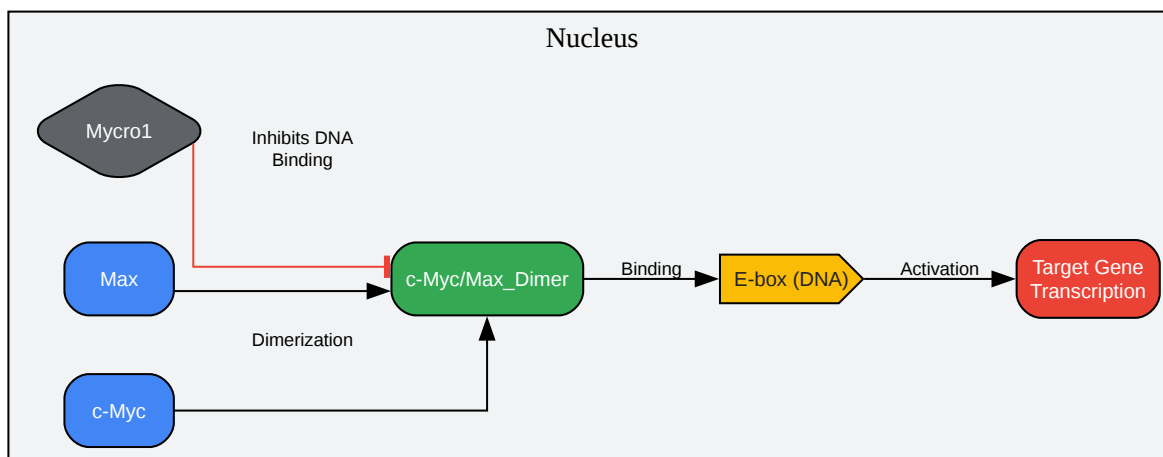 Nucleus
Mycro1
Inhibits DNA
Binding
Max
c-Myc/Max_Dimer
Binding
E-box (DNA)
Activation
Target Gene
Transcription
Dimerization
c-Myc